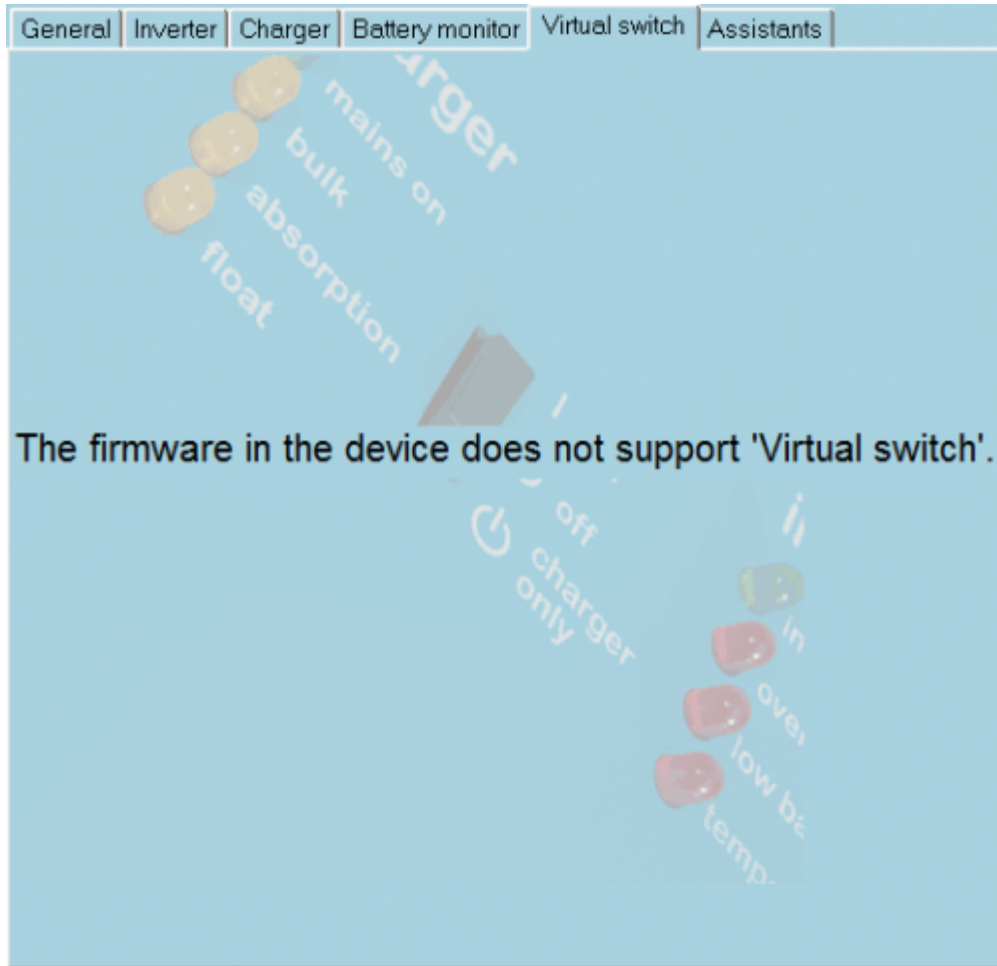 General Inverter Charger Battery monitor Virtual switch Assistants
mains on
bulk
absorption
float
I
The firmware in the device does not support 'Virtual switch'.
off
charger
only
low